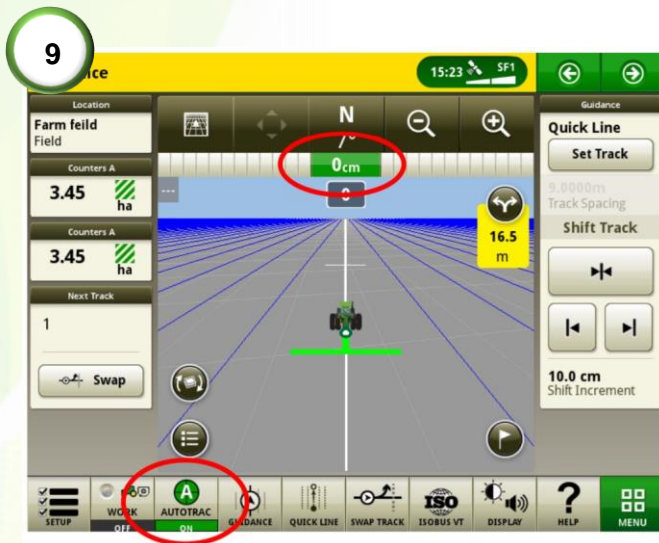 9
ce
15:23 SF1
Location
Farm feild
Field
Counters A
3.45
ha
Counters A
3.45
ha
Next Track
1
Swap
N
0cm
0
16.5
m
Guidance
Quick Line
Set Track
9.0000m
Track Spacing
Shift Track
10.0 cm
Shift Increment
SETUP
WORK
OFF
A
AUTOTRAC
ON
GUIDANCE
QUICK LINE
SWAP TRACK
ISO
ISOBUS VT
DISPLAY
?
HELP
MENU